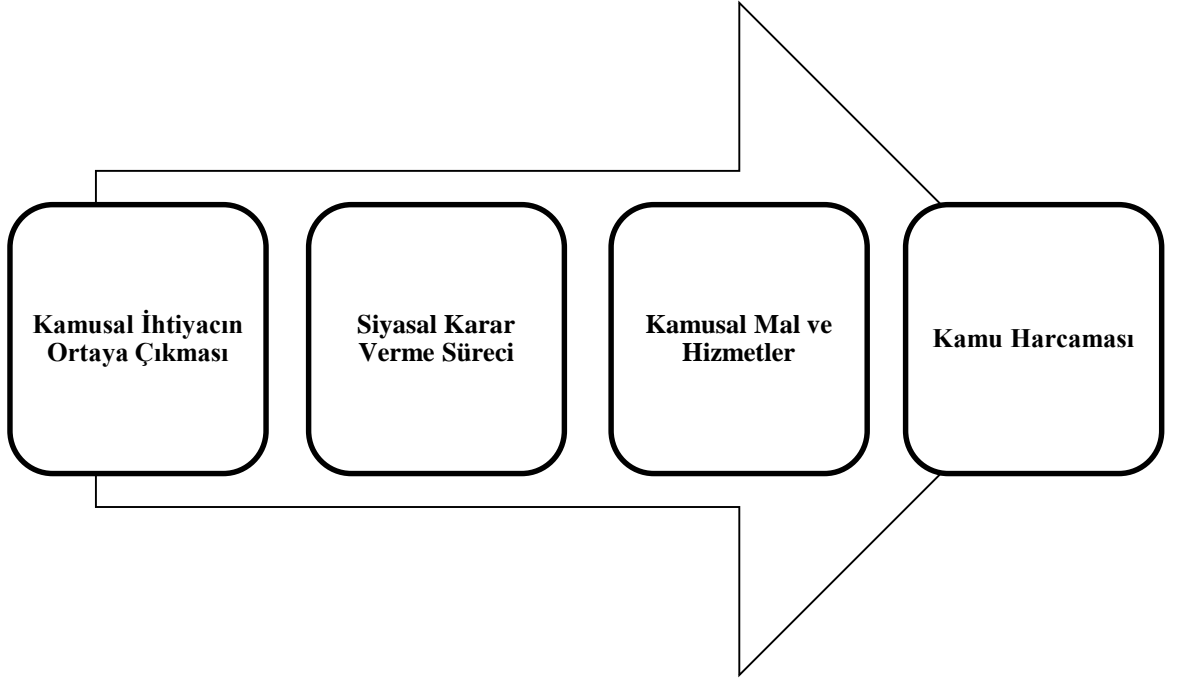 Kamusal İhtiyacın
Ortaya Çıkması
Siyasal Karar
Verme Süreci
Kamusal Mal ve
Hizmetler
Kamu Harcaması